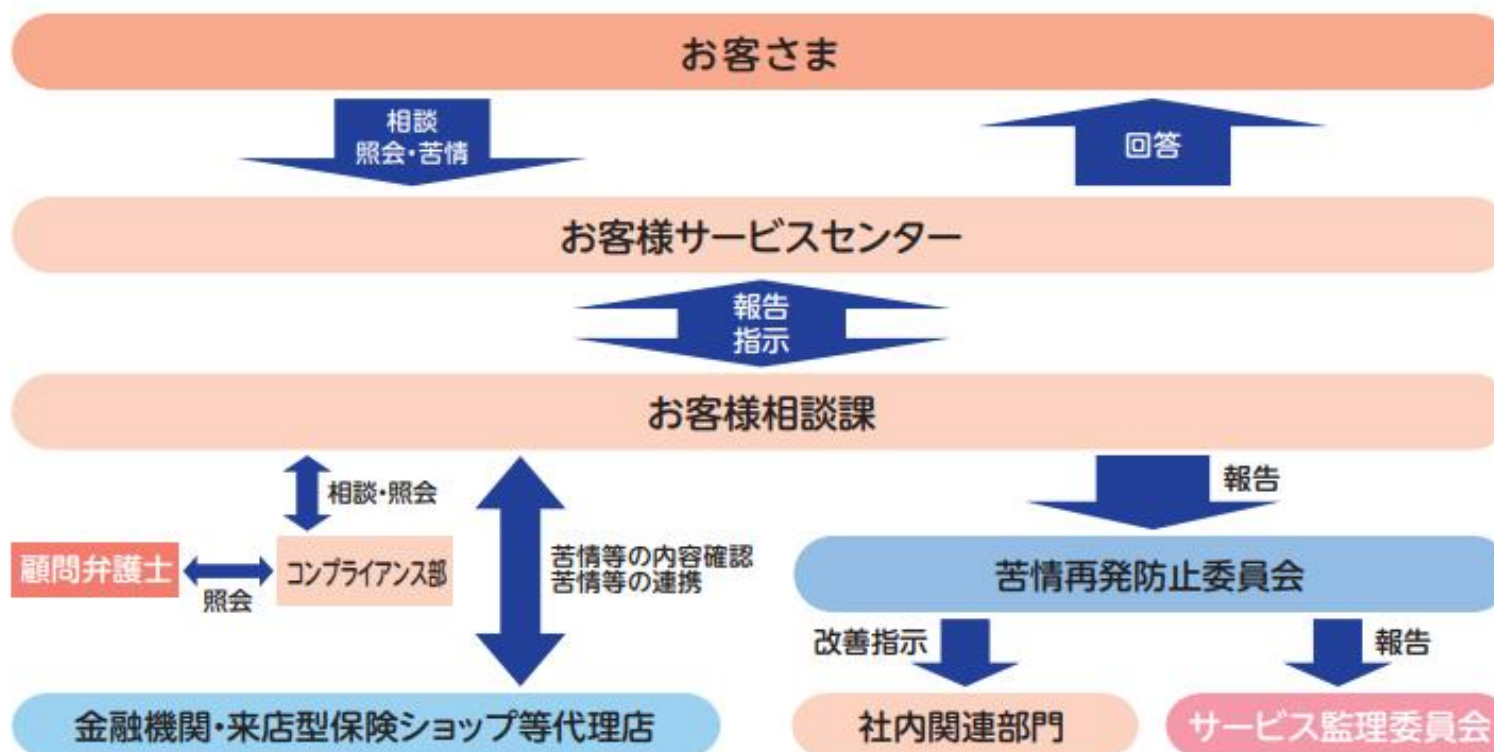 お客さま
相談
照会・苦情
回答
お客様サービスセンター
報告
指示
お客様相談課
相談・照会
報告
顧問弁護士
照会
コンプライアンス部
苦情等の内容確認
苦情等の連携
苦情再発防止委員会
改善指示
報告
金融機関・来店型保険ショップ等代理店
社内関連部門
サービス監理委員会